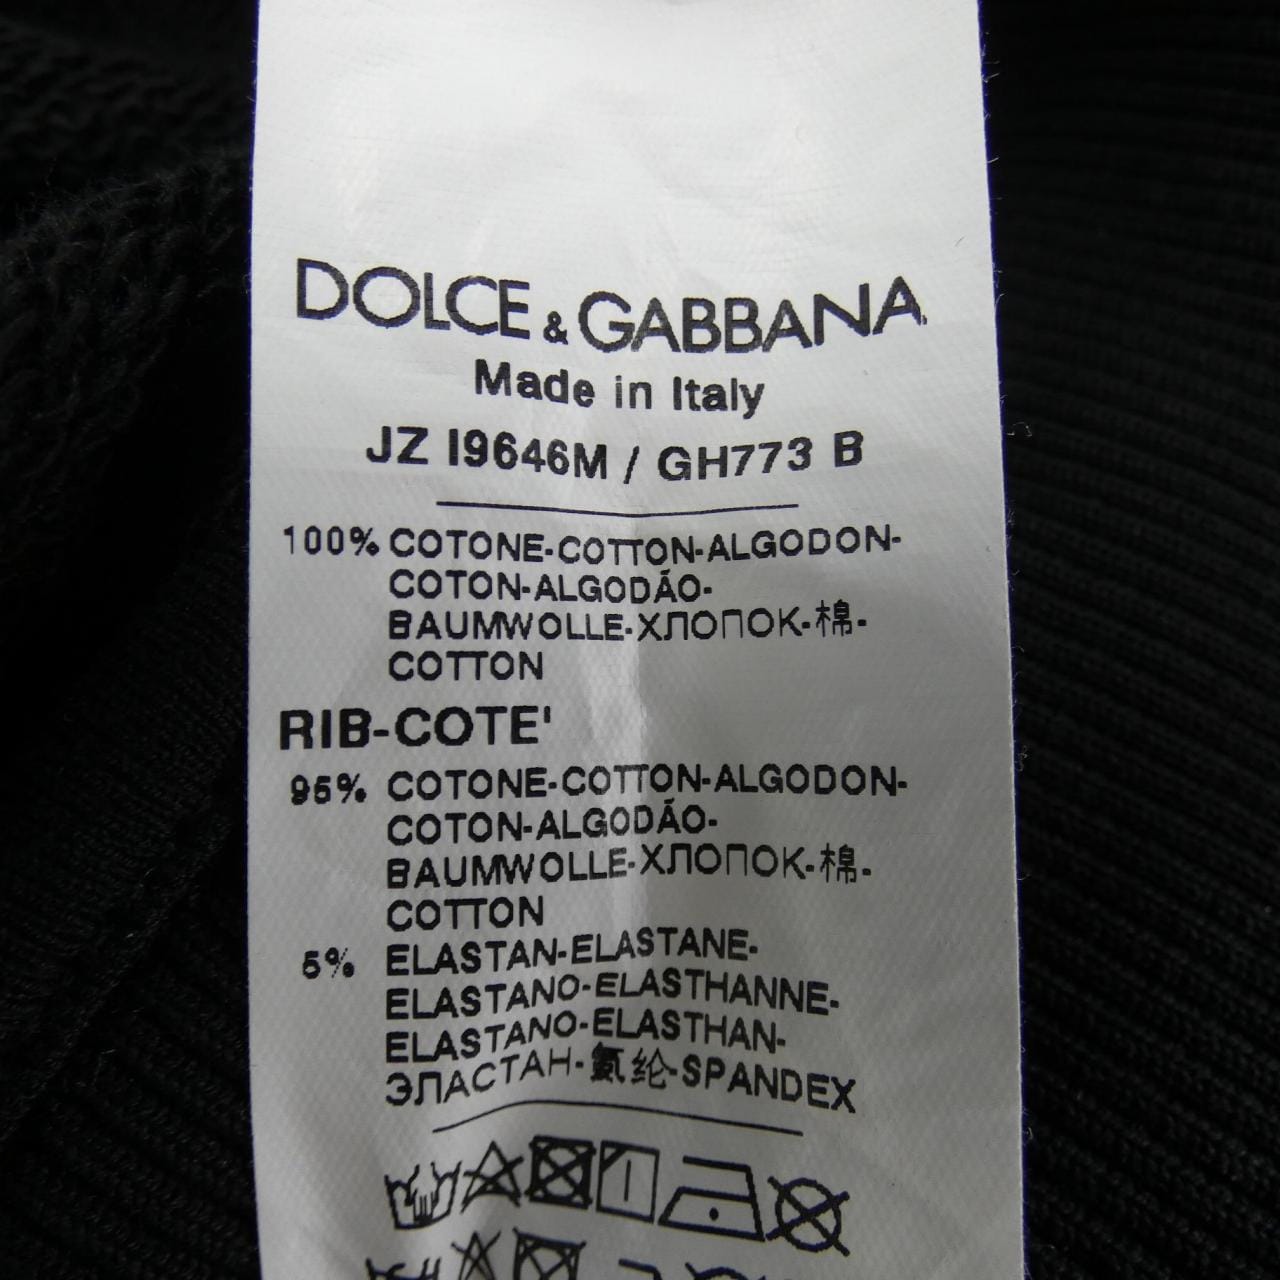 DOLCE & GABBANA
Made in Italy
JZ I9646M / GH773 B
100% COTONE-COTTON-ALGODON-
COTON-ALGODÃO-
BAUMWOLLE-ХЛОПОК-棉-
COTTON
RIB-COTE'
95% COTONE-COTTON-ALGODON-
COTON-ALGODÃO-
BAUMWOLLE-ХЛОПОК-棉-
COTTON
5% ELASTAN-ELASTANE-
ELASTANO-ELASTHANNE-
ELASTANO-ELASTHAN-
ЭЛАСТАН-氨纶-SPANDEX